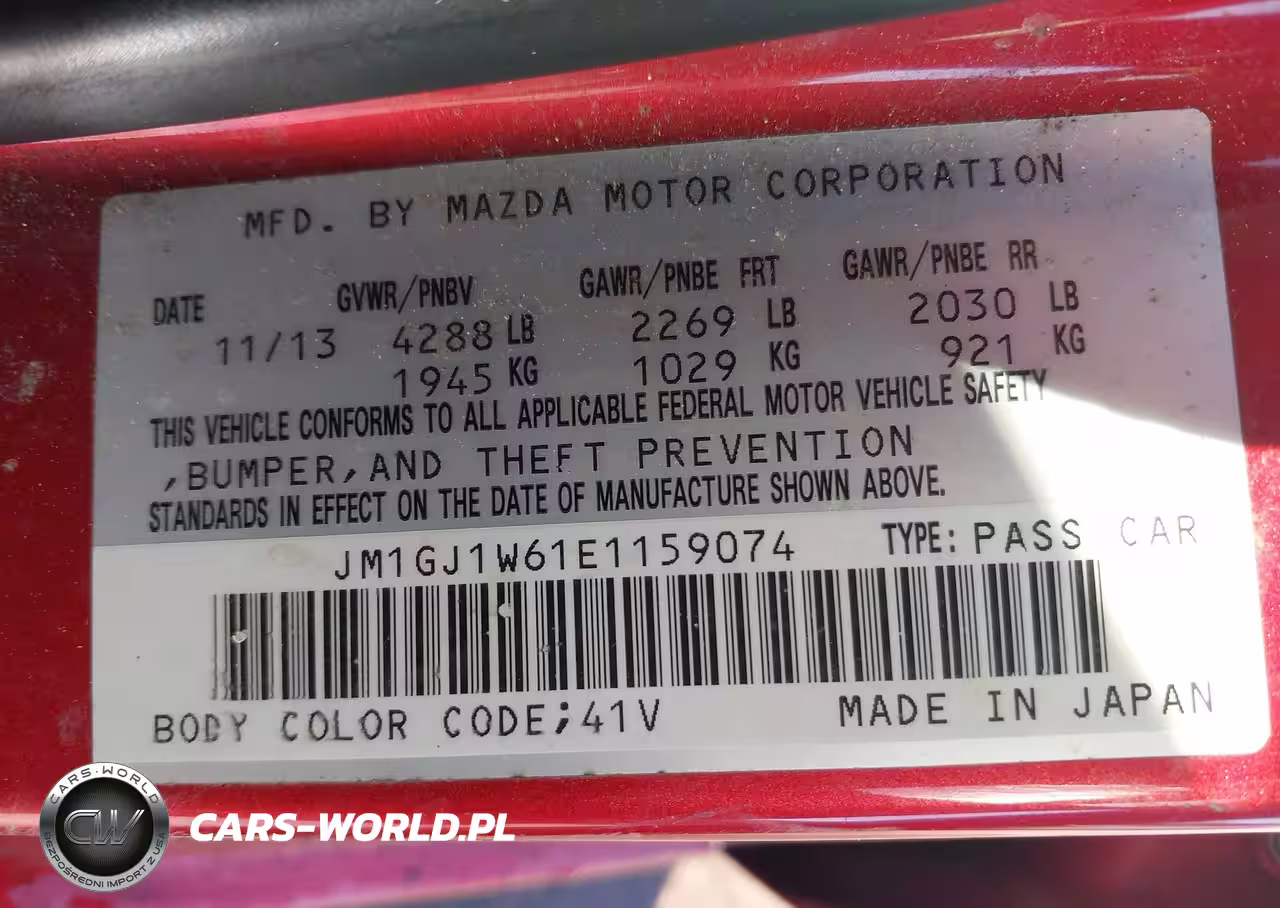 MFD. BY MAZDA MOTOR CORPORATION
DATE GVWR/PNBV GAWR/PNBE FRT GAWR/PNBE RR
11/13 4288 LB 2269 LB 2030 LB
1945 KG 1029 KG 921 KG
THIS VEHICLE CONFORMS TO ALL APPLICABLE FEDERAL MOTOR VEHICLE SAFETY
,BUMPER,AND THEFT PREVENTION
STANDARDS IN EFFECT ON THE DATE OF MANUFACTURE SHOWN ABOVE.
JM1GJ1W61E1159074 TYPE: PASS CAR
BODY COLOR CODE;41V MADE IN JAPAN
CARS-WORLD
CW
BEZPOŚREDNI IMPORT Z USA
CARS-WORLD.PL